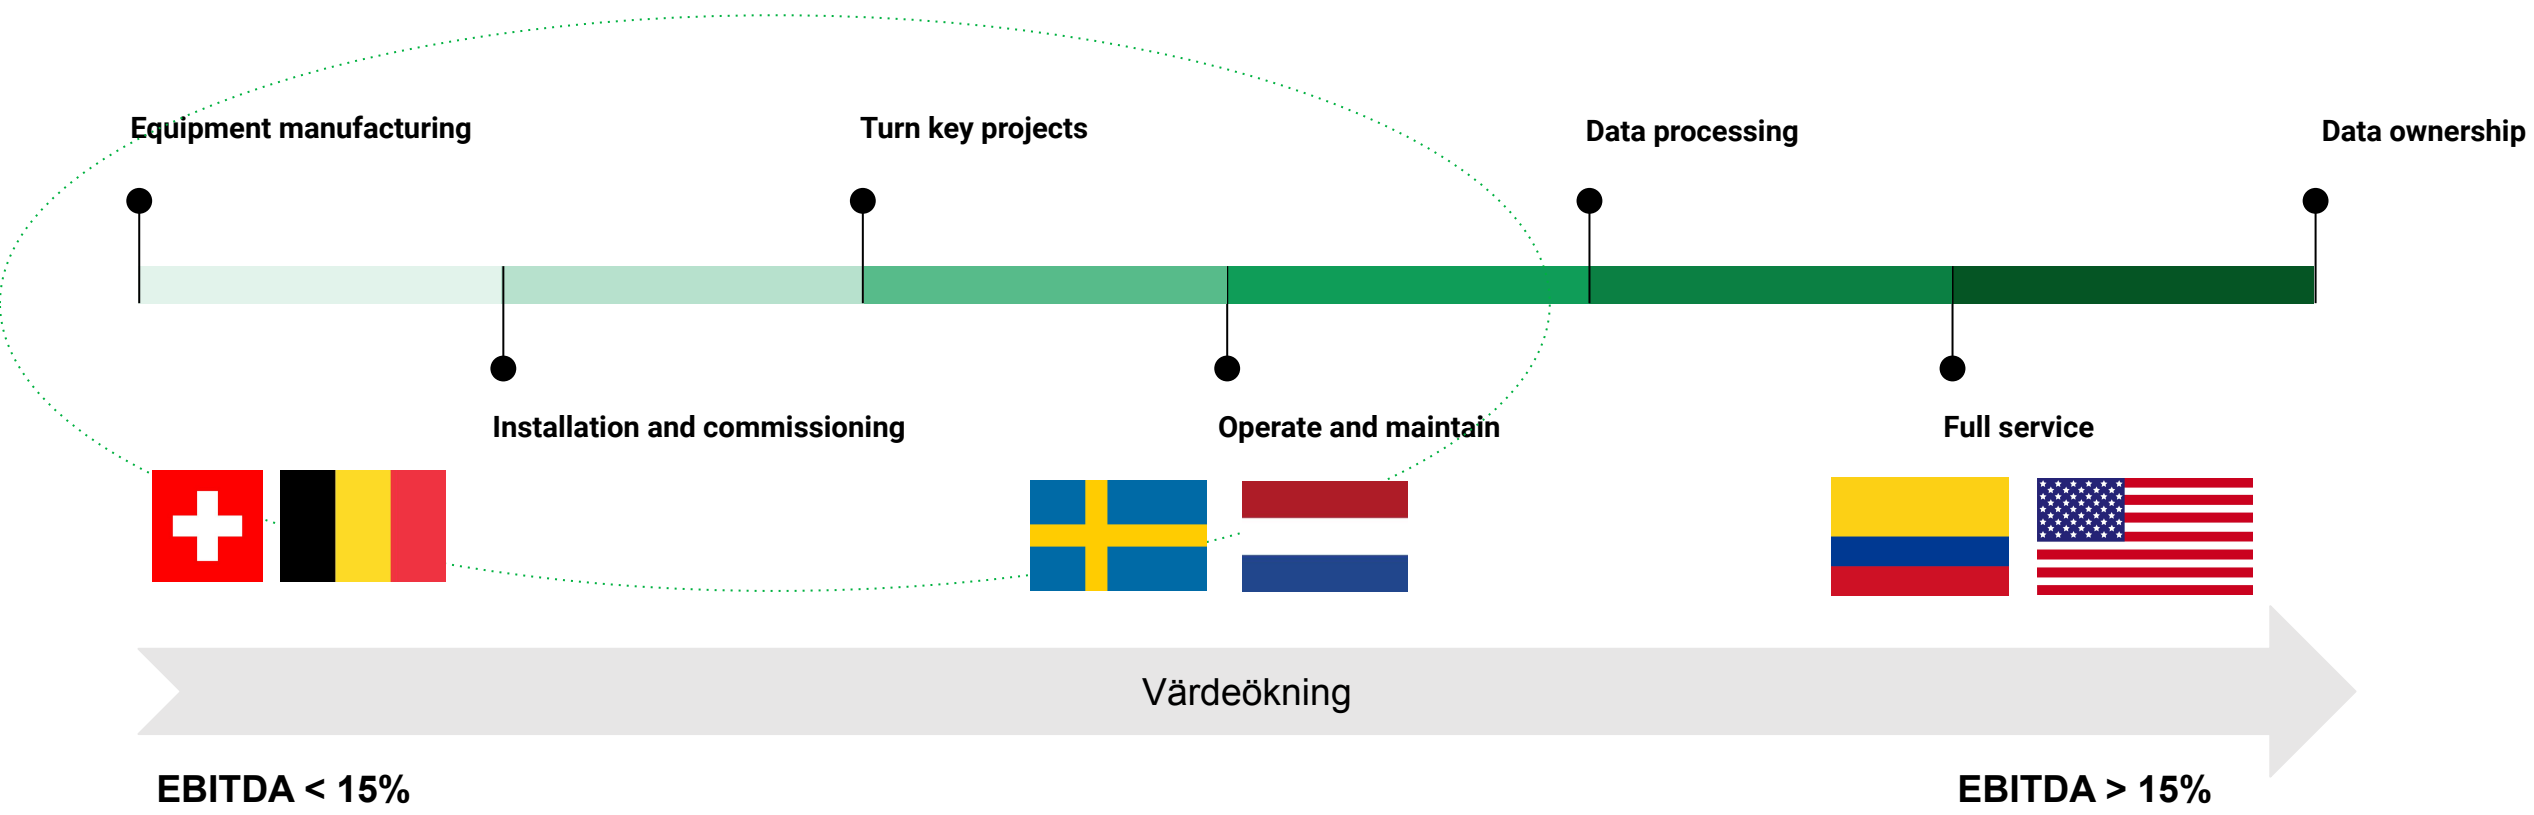 Equipment manufacturing
Turn key projects
Data processing
Data ownership
Installation and commissioning
Operate and maintain
Full service
Värdeökning
EBITDA < 15%
EBITDA > 15%